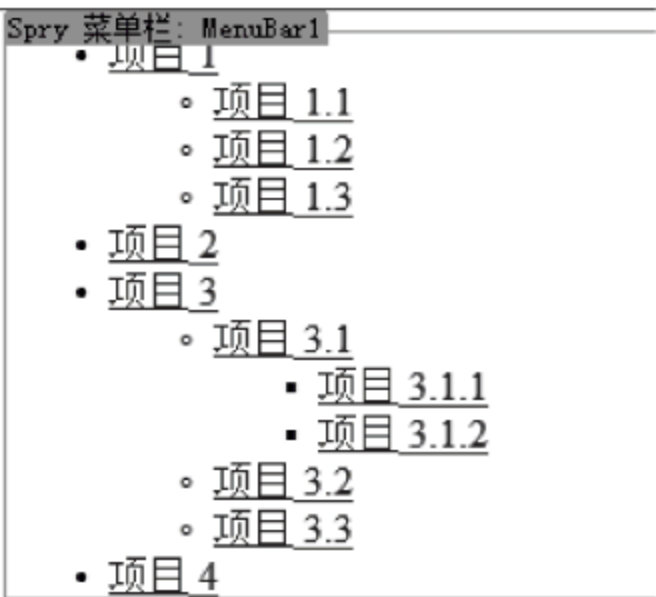 Spry 菜单栏: MenuBar1
项目 1
项目 1.1
项目 1.2
项目 1.3
项目 2
项目 3
项目 3.1
项目 3.1.1
项目 3.1.2
项目 3.2
项目 3.3
项目 4